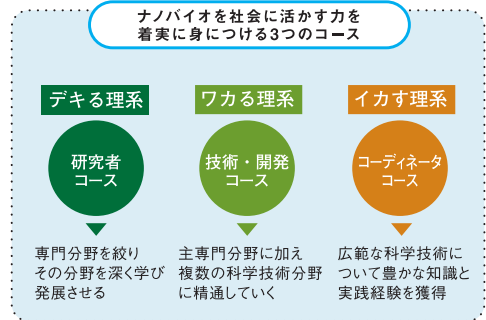 ナノバイオを社会に活かす力を
着実に身につける3つのコース
デキる理系
研究者
コース
専門分野を絞り
その分野を深く学び
発展させる
ワカる理系
技術・開発
コース
主専門分野に加え
複数の科学技術分野
に精通していく
イカす理系
コーディネータ
コース
広範な科学技術に
ついて豊かな知識と
実践経験を獲得